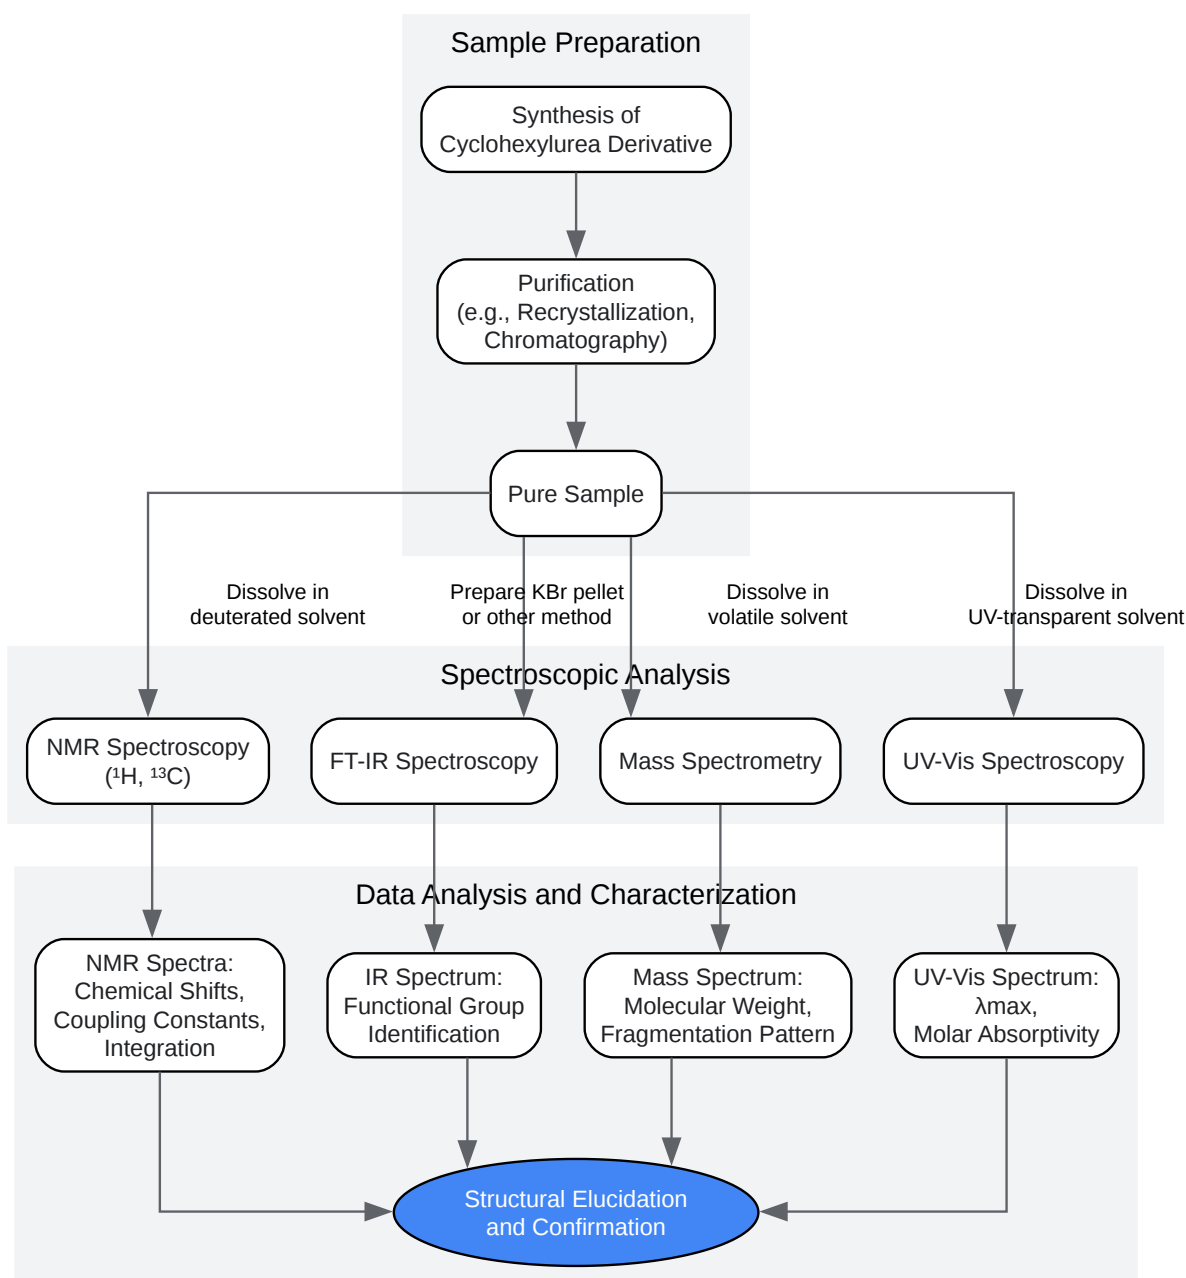 Sample Preparation
Synthesis of
Cyclohexylurea Derivative
Purification
(e.g., Recrystallization,
Chromatography)
Pure Sample
Dissolve in
deuterated solvent
Prepare KBr pellet
or other method
Dissolve in
volatile solvent
Dissolve in
UV-transparent solvent
Spectroscopic Analysis
NMR Spectroscopy
(¹H, ¹³C)
FT-IR Spectroscopy
Mass Spectrometry
UV-Vis Spectroscopy
Data Analysis and Characterization
NMR Spectra:
Chemical Shifts,
Coupling Constants,
Integration
IR Spectrum:
Functional Group
Identification
Mass Spectrum:
Molecular Weight,
Fragmentation Pattern
UV-Vis Spectrum:
λmax,
Molar Absorptivity
Structural Elucidation
and Confirmation